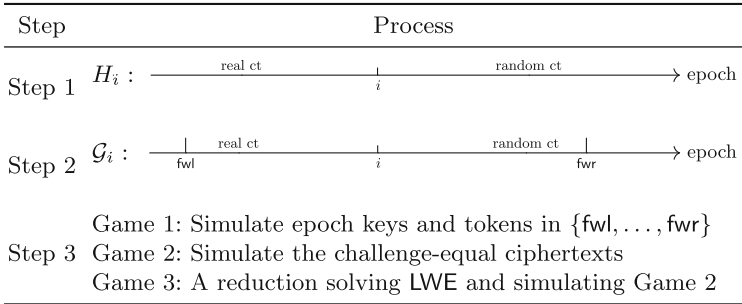 Step Process
Step 1 H_i : real ct i random ct epoch
Step 2 𝒢_i : fwl real ct i random ct fwr epoch
Step 3
Game 1: Simulate epoch keys and tokens in {fwl, . . . , fwr}
Game 2: Simulate the challenge-equal ciphertexts
Game 3: A reduction solving LWE and simulating Game 2